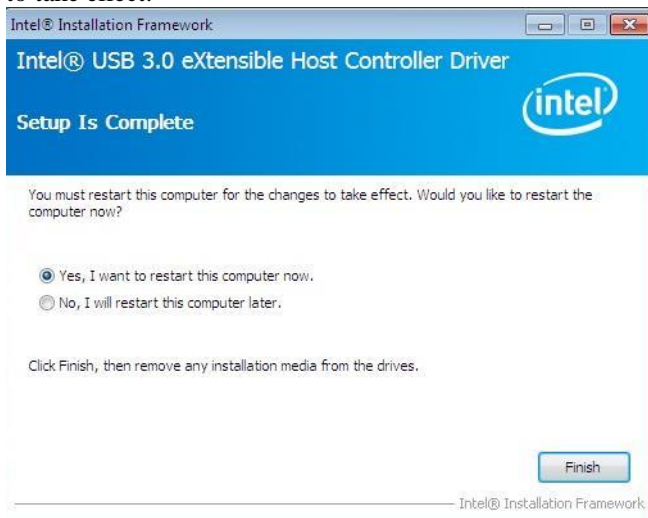 to take effect.
Intel® Installation Framework
Intel® USB 3.0 eXtensible Host Controller Driver
intel
Setup Is Complete
You must restart this computer for the changes to take effect. Would you like to restart the
computer now?
Yes, I want to restart this computer now.
No, I will restart this computer later.
Click Finish, then remove any installation media from the drives.
Finish
Intel® Installation Framework